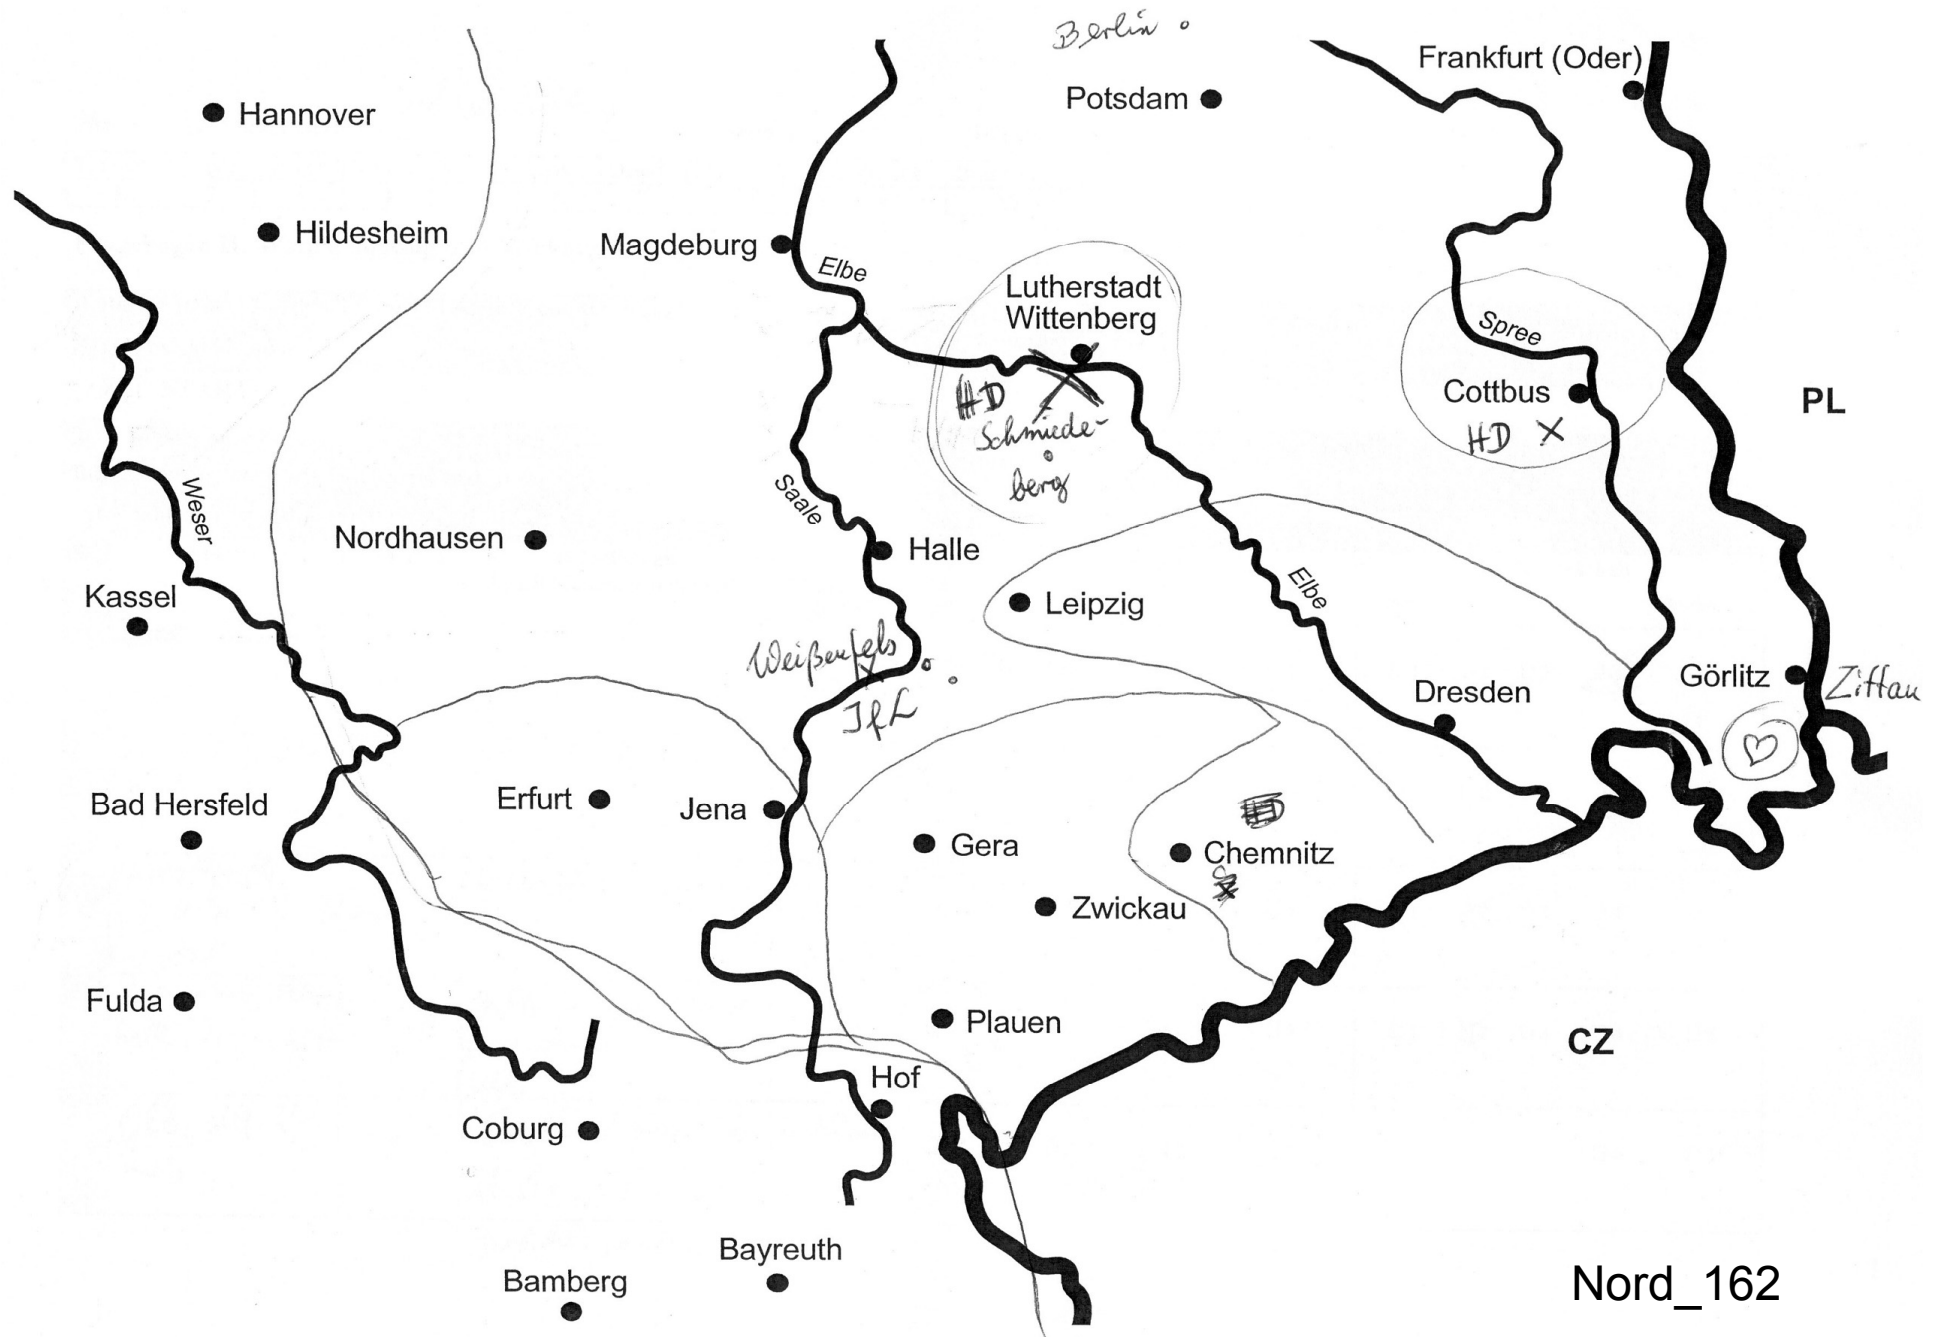 Berlin
Frankfurt (Oder)
Hannover
Potsdam
Hildesheim
Magdeburg
Elbe
Lutherstadt
Wittenberg
Spree
HD
Schmiede-
berg
Cottbus
HD
PL
Weser
Saale
Nordhausen
Halle
Kassel
Leipzig
Elbe
Weißenfels
IfL
Dresden
Görlitz
Zittau
Bad Hersfeld
Erfurt
Jena
Gera
HD
Chemnitz
Zwickau
Fulda
Plauen
CZ
Hof
Coburg
Bayreuth
Bamberg
Nord_162